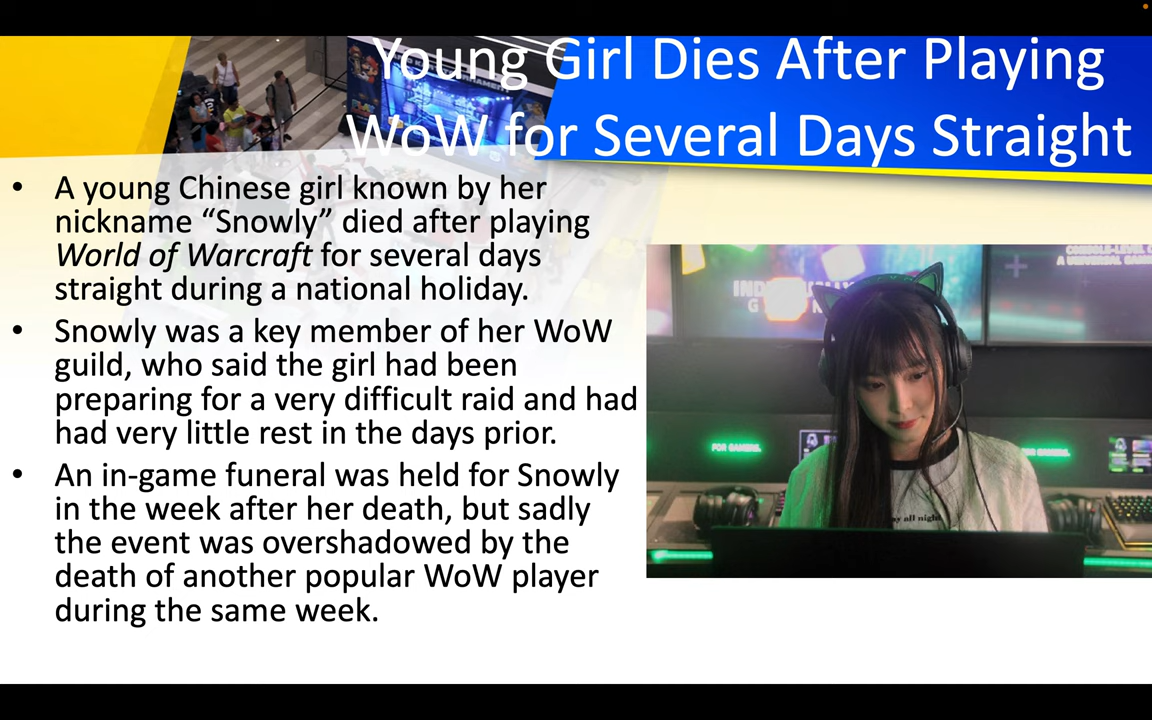 Young Girl Dies After Playing
WoW for Several Days Straight
• A young Chinese girl known by her
nickname “Snowly” died after playing
World of Warcraft for several days
straight during a national holiday.
• Snowly was a key member of her WoW
guild, who said the girl had been
preparing for a very difficult raid and had
had very little rest in the days prior.
• An in-game funeral was held for Snowly
in the week after her death, but sadly
the event was overshadowed by the
death of another popular WoW player
during the same week.
FOR GAMERS.
all night